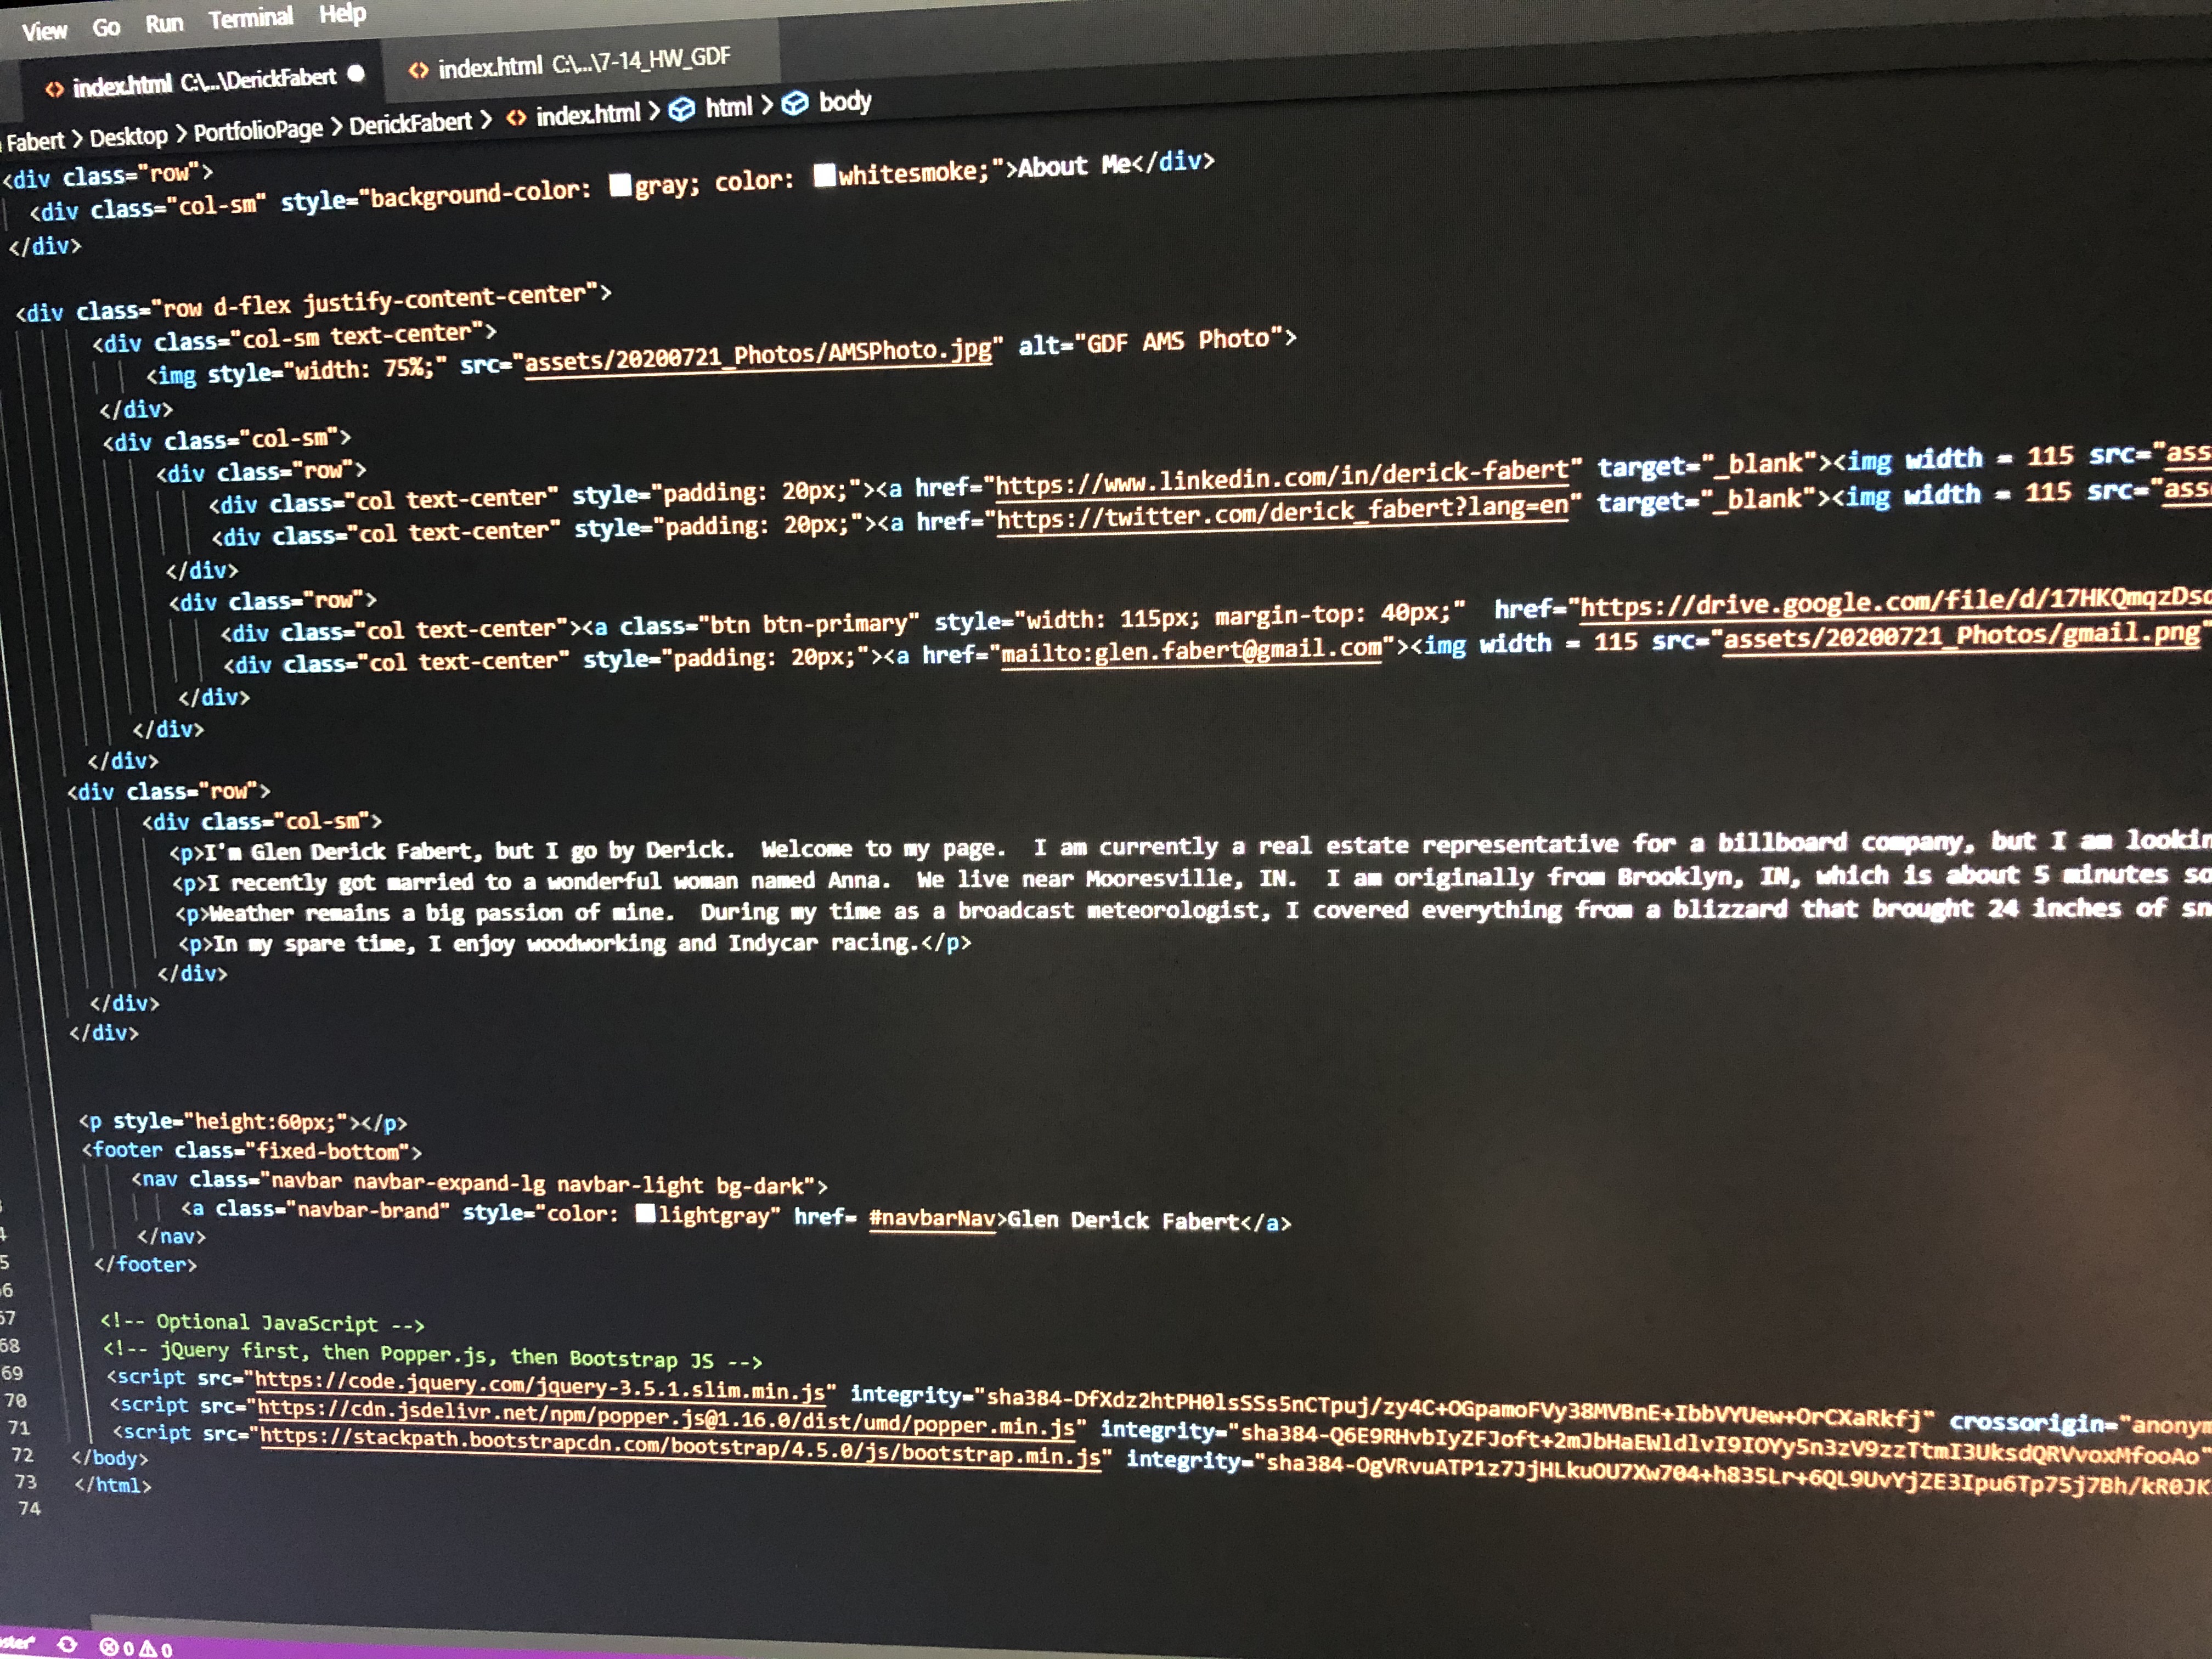 View Go Run Terminal Help
index.html C:\...\DerickFabert index.html C:\...\7-14_HW_GDF
Fabert > Desktop > PortfolioPage > DerickFabert > index.html > html > body
<div class="row">
<div class="col-sm" style="background-color: gray; color: whitesmoke;">About Me</div>
</div>
<div class="row d-flex justify-content-center">
<div class="col-sm text-center">
<img style="width: 75%;" src="assets/20200721_Photos/AMSPhoto.jpg" alt="GDF AMS Photo">
</div>
<div class="col-sm">
<div class="row">
<div class="col text-center" style="padding: 20px;"><a href="https://www.linkedin.com/in/derick-fabert" target="_blank"><img width = 115 src="ass
<div class="col text-center" style="padding: 20px;"><a href="https://twitter.com/derick_fabert?lang=en" target="_blank"><img width = 115 src="ass
</div>
<div class="row">
<div class="col text-center"><a class="btn btn-primary" style="width: 115px; margin-top: 40px;" href="https://drive.google.com/file/d/17HKQmqzDsc
<div class="col text-center" style="padding: 20px;"><a href="mailto:glen.fabert@gmail.com"><img width = 115 src="assets/20200721_Photos/gmail.png"
</div>
</div>
</div>
<div class="row">
<div class="col-sm">
<p>I'm Glen Derick Fabert, but I go by Derick. Welcome to my page. I am currently a real estate representative for a billboard company, but I am lookin
<p>I recently got married to a wonderful woman named Anna. We live near Mooresville, IN. I am originally from Brooklyn, IN, which is about 5 minutes so
<p>Weather remains a big passion of mine. During my time as a broadcast meteorologist, I covered everything from a blizzard that brought 24 inches of sn
<p>In my spare time, I enjoy woodworking and Indycar racing.</p>
</div>
</div>
</div>
<p style="height:60px;"></p>
<footer class="fixed-bottom">
<nav class="navbar navbar-expand-lg navbar-light bg-dark">
<a class="navbar-brand" style="color: lightgray" href= #navbarNav>Glen Derick Fabert</a>
</nav>
</footer>
67 <!-- Optional JavaScript -->
68 <!-- jQuery first, then Popper.js, then Bootstrap JS -->
69 <script src="https://code.jquery.com/jquery-3.5.1.slim.min.js" integrity="sha384-DfXdz2htPH0lsSSs5nCTpuj/zy4C+OGpamoFVy38MVBnE+IbbVYUew+OrCXaRkfj" crossorigin="anonym
70 <script src="https://cdn.jsdelivr.net/npm/popper.js@1.16.0/dist/umd/popper.min.js" integrity="sha384-Q6E9RHvbIyZFJoft+2mJbHaEWldlvI9IOYy5n3zV9zzTtmI3UksdQRVvoxMfooAo"
71 <script src="https://stackpath.bootstrapcdn.com/bootstrap/4.5.0/js/bootstrap.min.js" integrity="sha384-OgVRvuATP1z7JjHLkuOU7Xw704+h835Lr+6QL9UvYjZE3Ipu6Tp75j7Bh/kR0JK
72 </body>
73 </html>
74
0 0